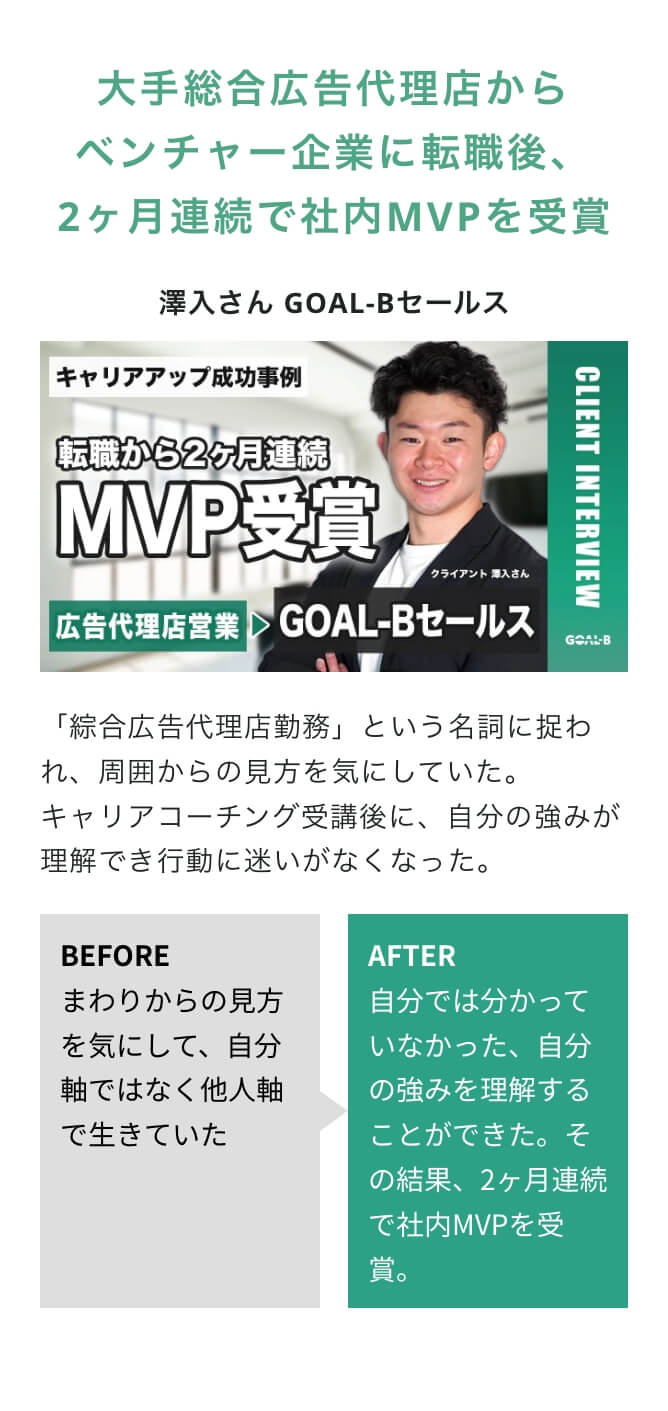 大手総合広告代理店から
ベンチャー企業に転職後、
2ヶ月連続で社内MVPを受賞
澤入さん GOAL-Bセールス
キャリアアップ成功事例
転職から2ヶ月連続
MVP受賞
クライアント 澤入さん
広告代理店営業
GOAL-Bセールス
CLIENT INTERVIEW
GOAL-B
「綜合広告代理店勤務」という名詞に捉わ
れ、周囲からの見方を気にしていた。
キャリアコーチング受講後に、自分の強みが
理解でき行動に迷いがなくなった。
BEFORE
まわりからの見方
を気にして、自分
軸ではなく他人軸
で生きていた
AFTER
自分では分かって
いなかった、自分
の強みを理解する
ことができた。そ
の結果、2ヶ月連続
で社内MVPを受
賞。